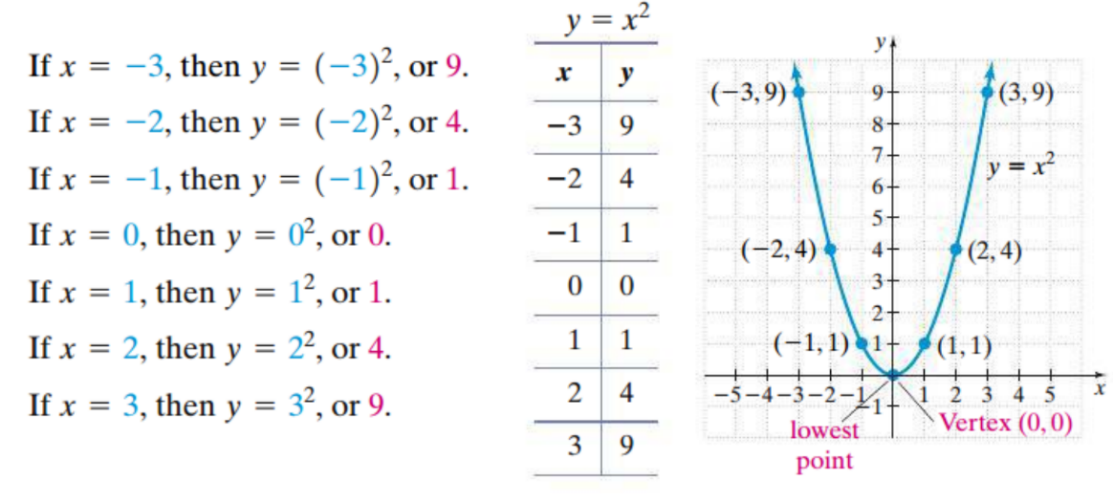 If x = −3, then y = (−3)², or 9.
If x = −2, then y = (−2)², or 4.
If x = −1, then y = (−1)², or 1.
If x = 0, then y = 0², or 0.
If x = 1, then y = 1², or 1.
If x = 2, then y = 2², or 4.
If x = 3, then y = 3², or 9.
y = x²
x y
−3 9
−2 4
−1 1
0 0
1 1
2 4
3 9
y
(−3, 9) 9 (3, 9)
8
7
y = x²
6
5
(−2, 4) 4 (2, 4)
3
2
(−1, 1) 1 (1, 1)
−5 −4 −3 −2 −1 1 2 3 4 5 x
−1
lowest
point
Vertex (0, 0)